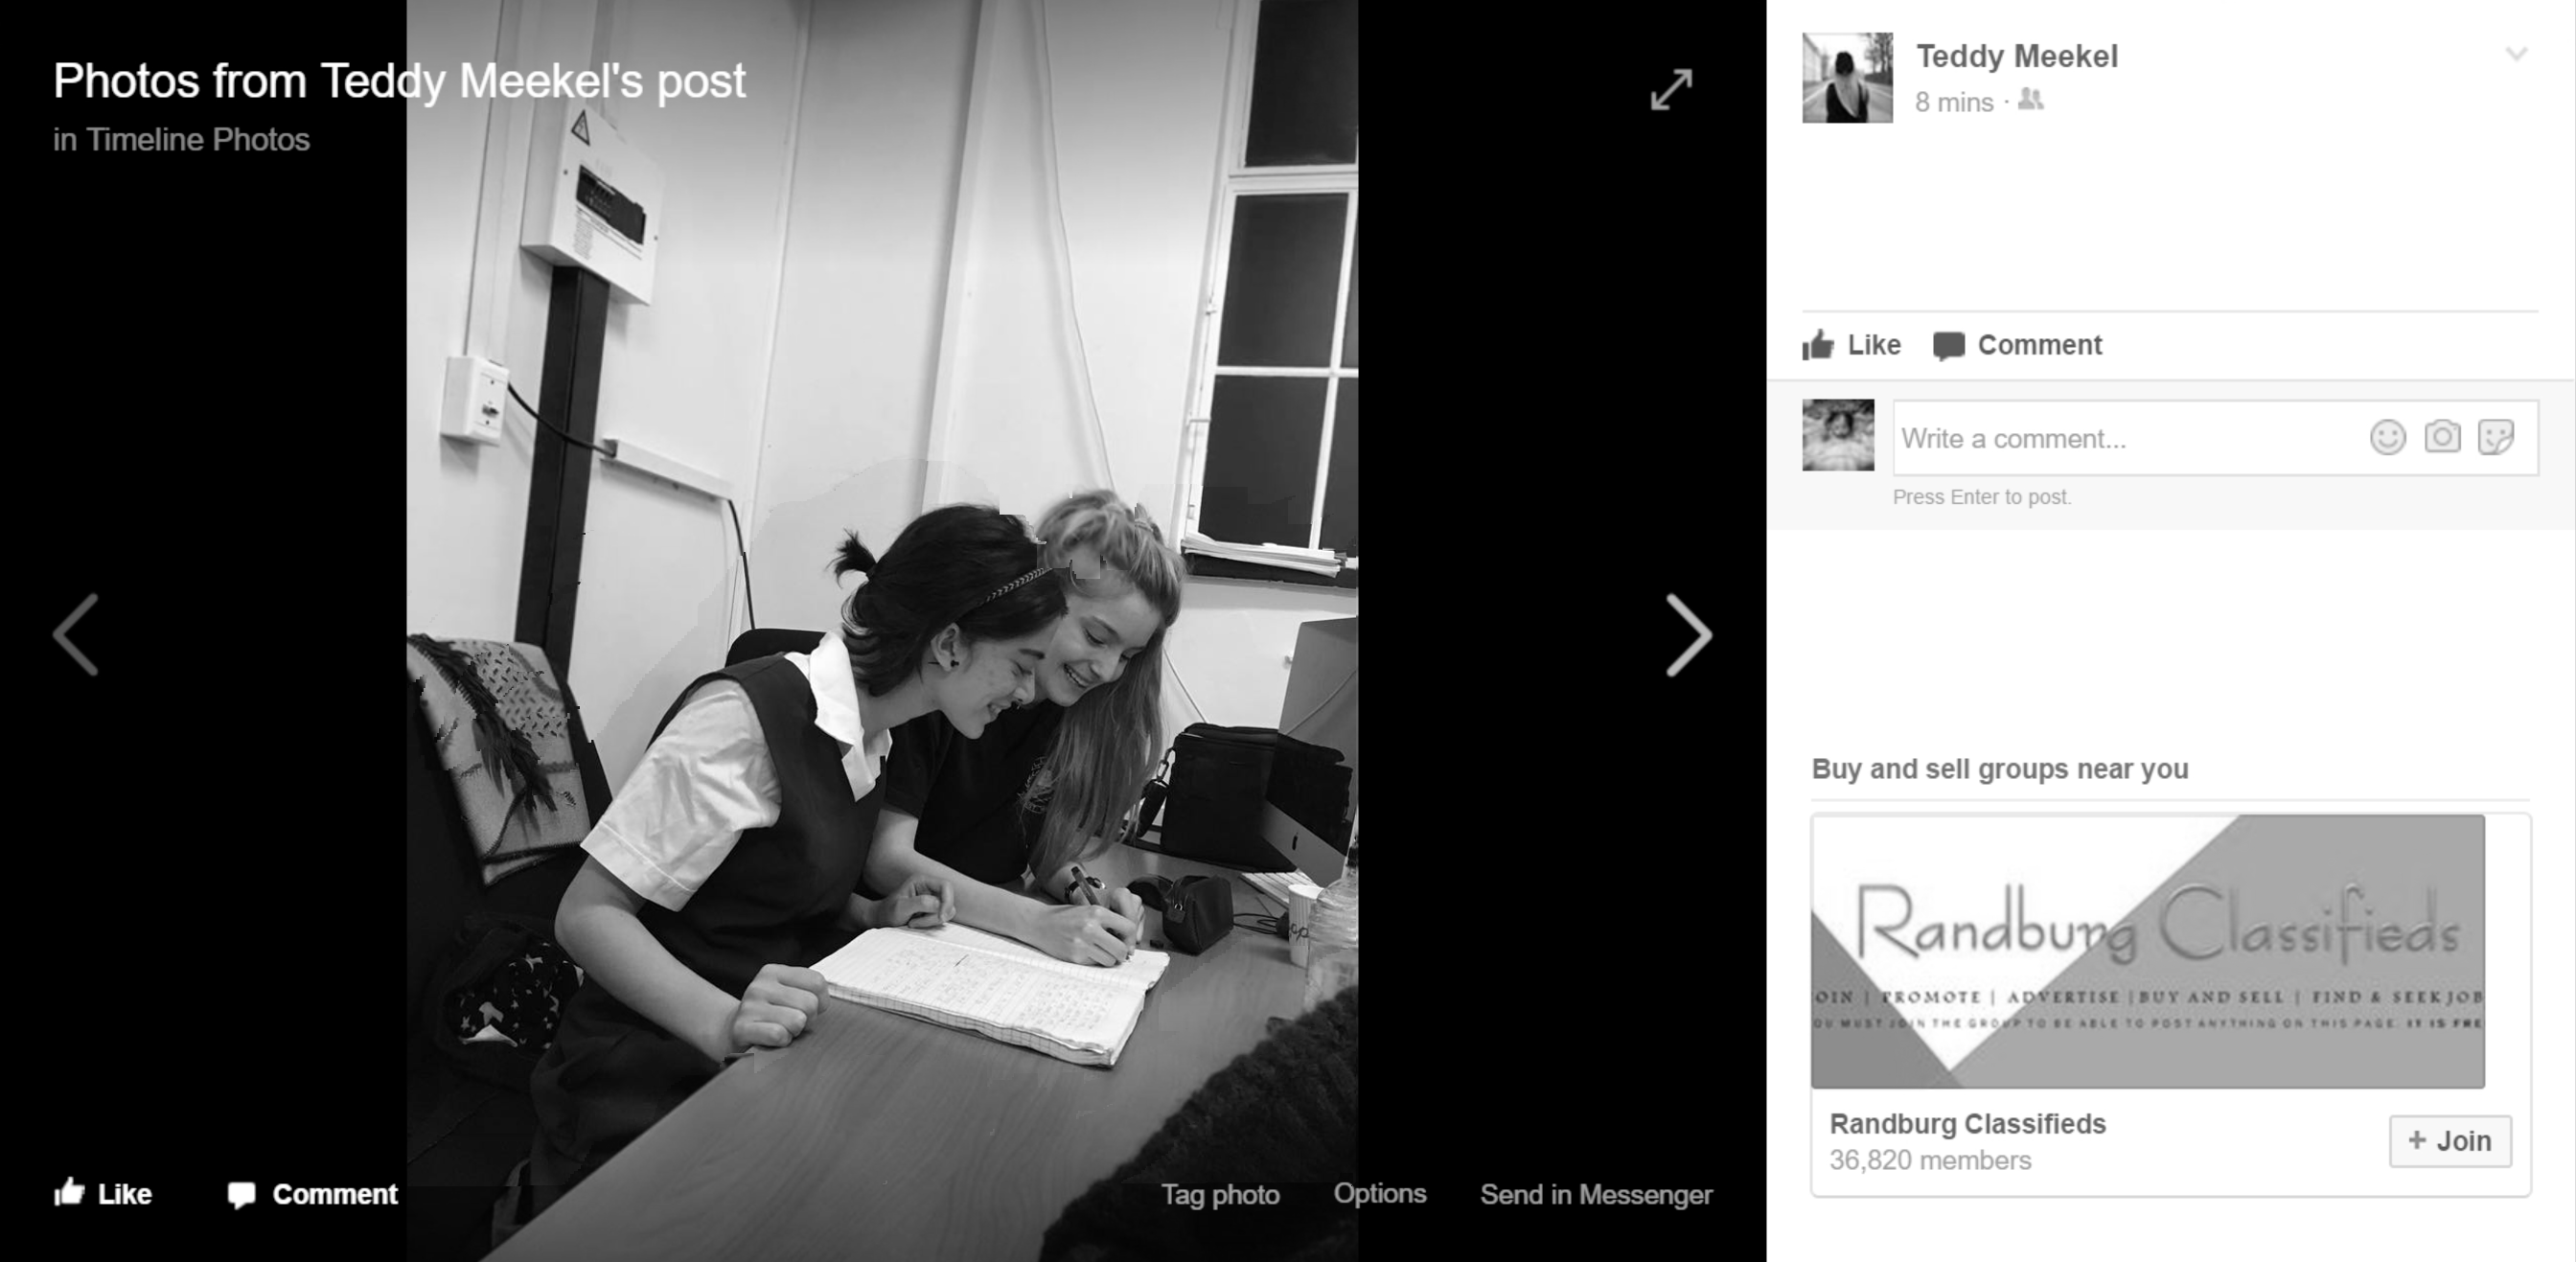 Photos from Teddy Meekel's post
in Timeline Photos
Like
Comment
Tag photo
Options
Send in Messenger
Teddy Meekel
8 mins ·
Like
Comment
Write a comment...
Press Enter to post.
Buy and sell groups near you
Randburg Classifieds
OIN | PROMOTE | ADVERTISE | BUY AND SELL | FIND & SEEK JOB
OU MUST JOIN THE GROUP TO BE ABLE TO POST ANYTHING ON THIS PAGE. IT IS FRE
Randburg Classifieds
36,820 members
+ Join